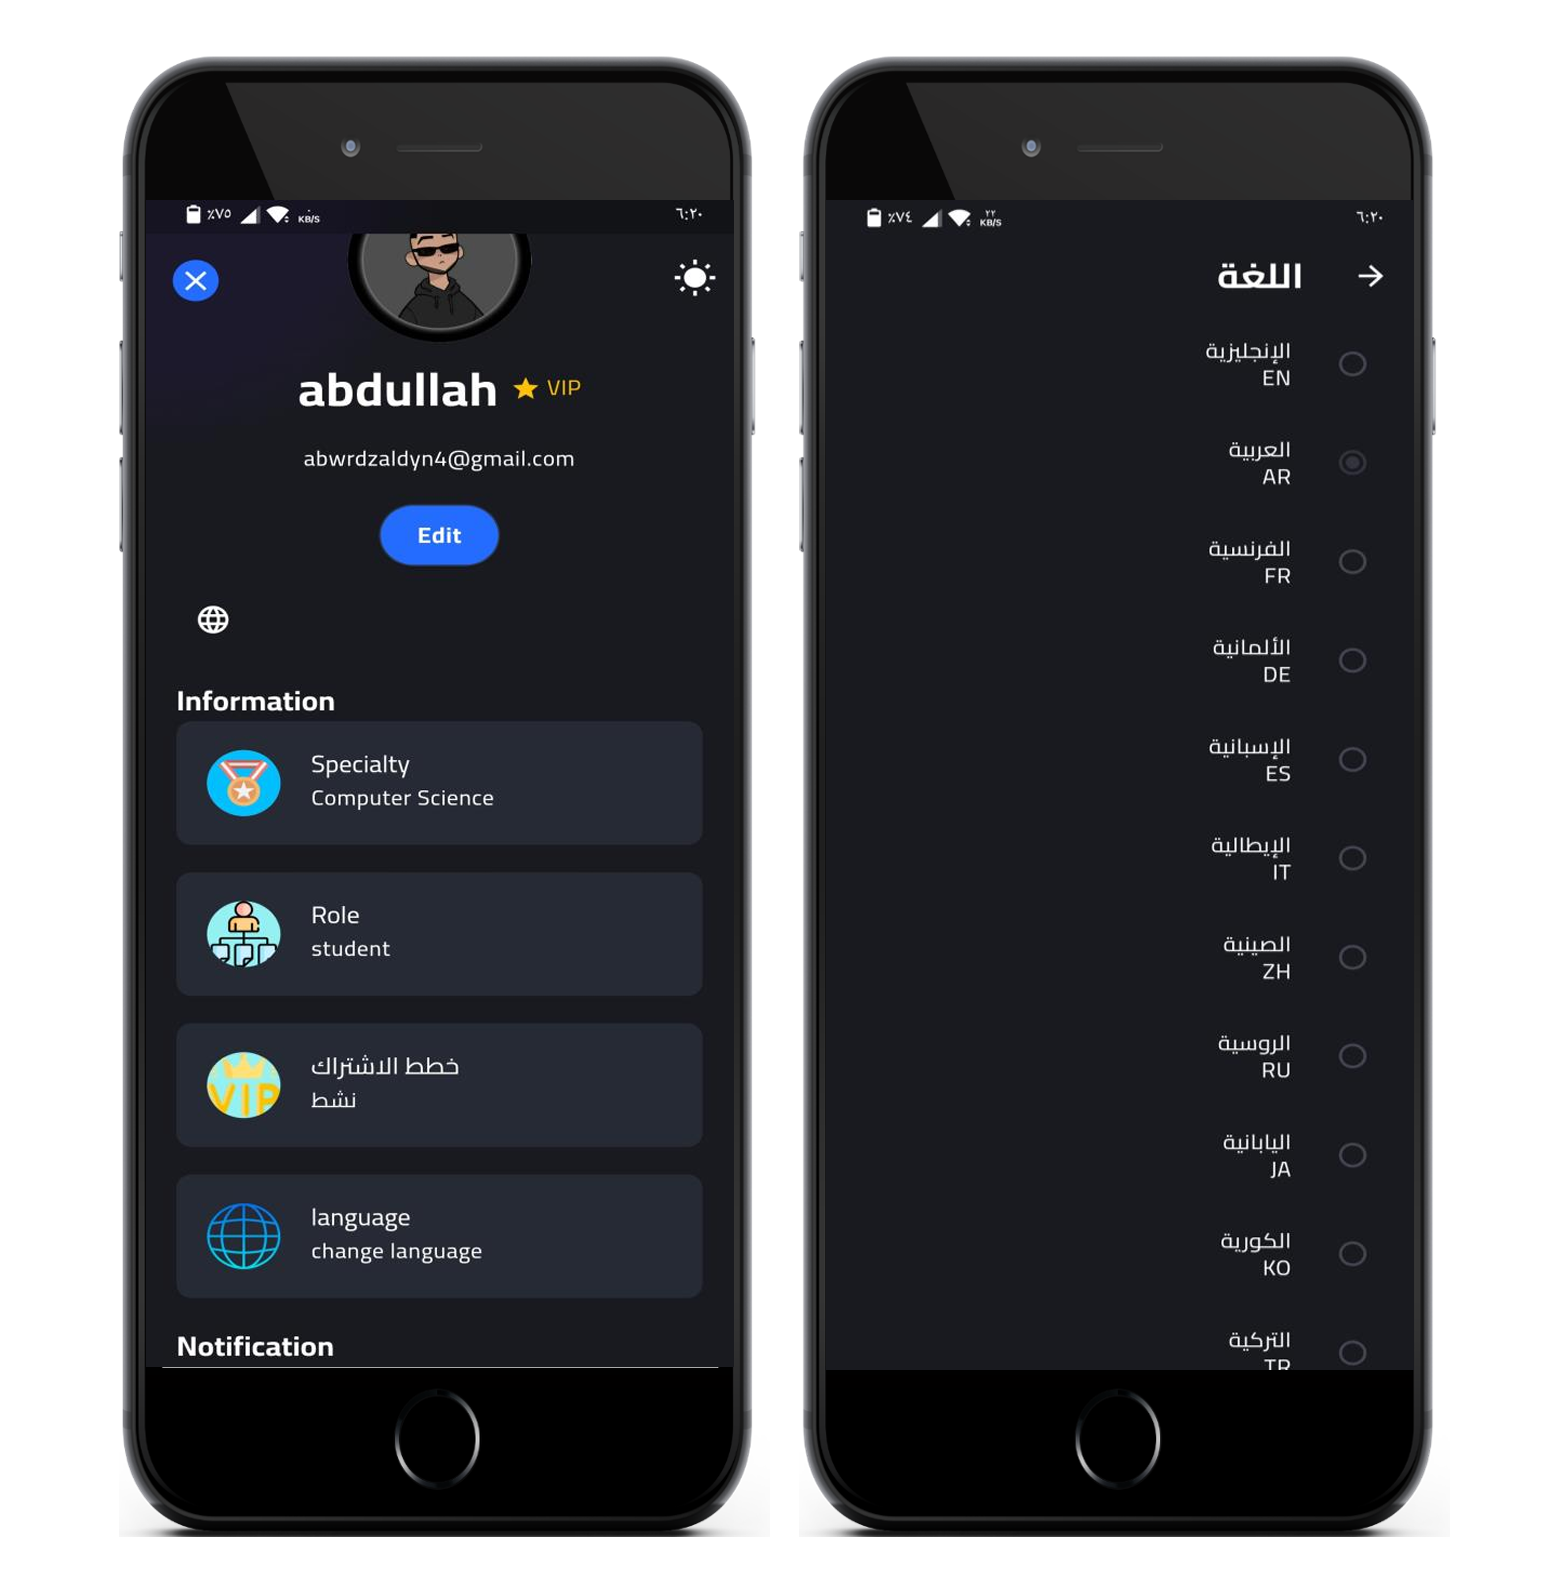 ٪٧٥
KB/S
٦:٢٠
abdullah
VIP
abwrdzaldyn4@gmail.com
Edit
Information
Specialty
Computer Science
Role
student
VIP
خطط الاشتراك
نشط
language
change language
Notification
٪٧٤
٢٢
KB/S
٦:٢٠
اللغة
الإنجليزية
EN
العربية
AR
الفرنسية
FR
الألمانية
DE
الإسبانية
ES
الإيطالية
IT
الصينية
ZH
الروسية
RU
اليابانية
JA
الكورية
KO
التركية
TR